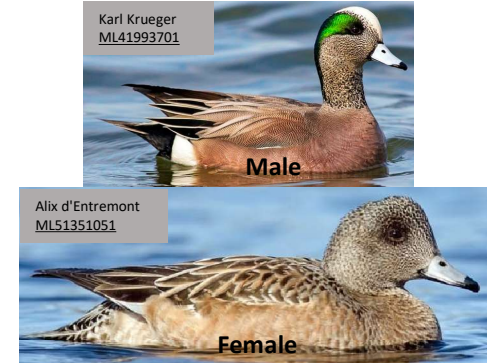 Karl Krueger
ML41993701
Male
Alix d'Entremont
ML51351051
Female